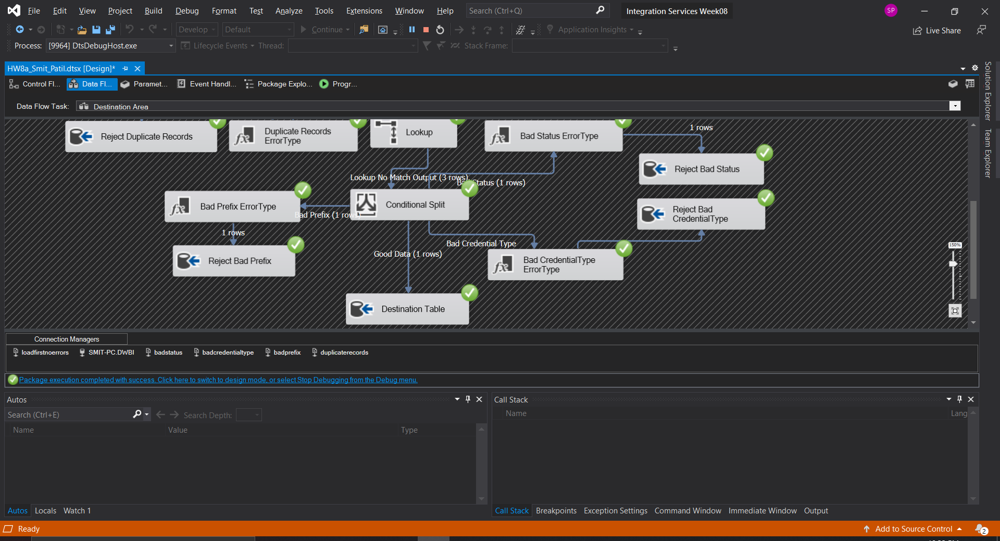 File Edit View Project Build Debug Format Test Analyze Tools Extensions Window Help Search (Ctrl+Q) Integration Services Week08 SP
Develop Default Continue Application Insights Live Share
Process: [9964] DtsDebugHost.exe Lifecycle Events Thread: Stack Frame:
HW8a_Smit_Patil.dtsx [Design]*
Control Fl... Data Fl... Paramet... Event Handl... Package Explo... Progr...
Data Flow Task: Destination Area
Solution Explorer
Team Explorer
Reject Duplicate Records
Duplicate Records
ErrorType
Lookup
Bad Status ErrorType
1 rows
Reject Bad Status
Lookup No Match Output (3 rows)
Status (1 rows)
Bad Prefix ErrorType
Bad Prefix (1 rows)
Conditional Split
Reject Bad
CredentialType
1 rows
Bad Credential Type
Good Data (1 rows)
Reject Bad Prefix
Bad CredentialType
ErrorType
150%
Destination Table
Connection Managers
loadfirstnoerrors SMIT-PC.DWBI badstatus badcredentialtype badprefix duplicaterecords
Package execution completed with success. Click here to switch to design mode, or select Stop Debugging from the Debug menu.
Autos
Search (Ctrl+E) Search Depth:
Name Value Type
Autos Locals Watch 1
Call Stack
Name Lang
Call Stack Breakpoints Exception Settings Command Window Immediate Window Output
Ready Add to Source Control 2